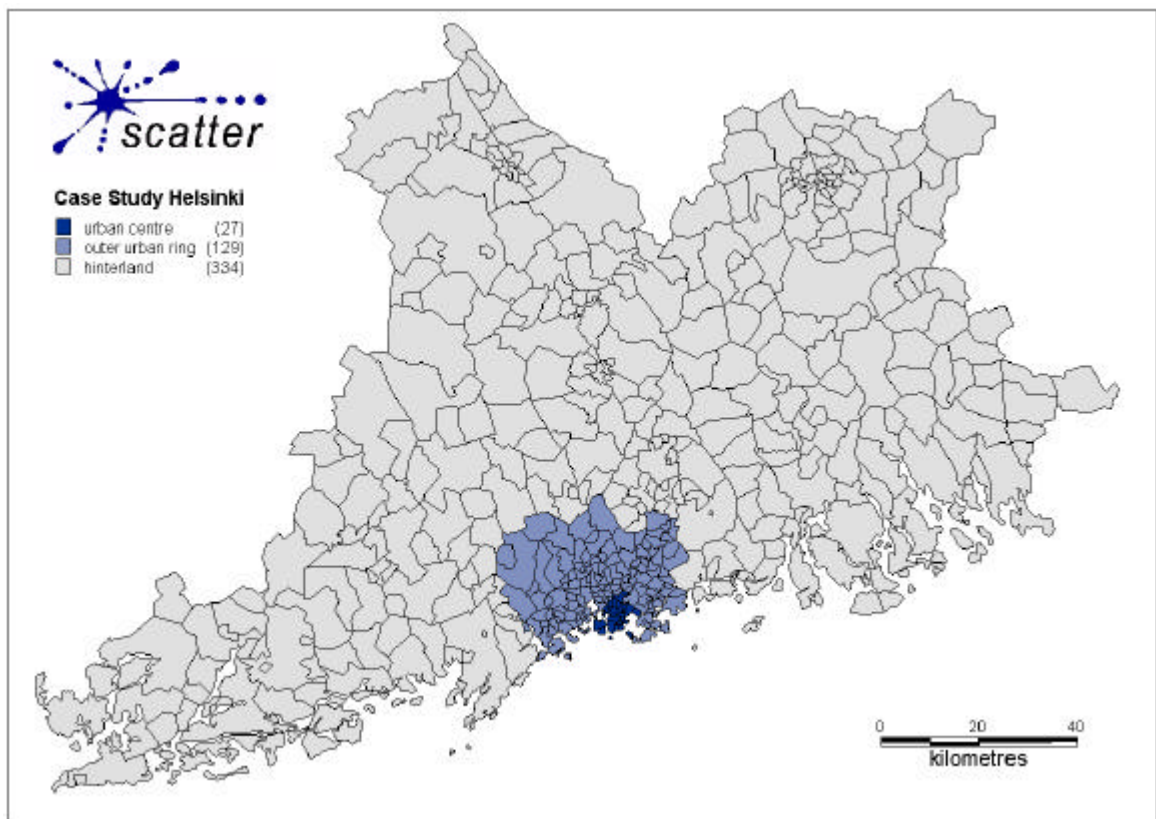 scatter
Case Study Helsinki
urban centre (27)
outer urban ring (129)
hinterland (334)
0 20 40
kilometres